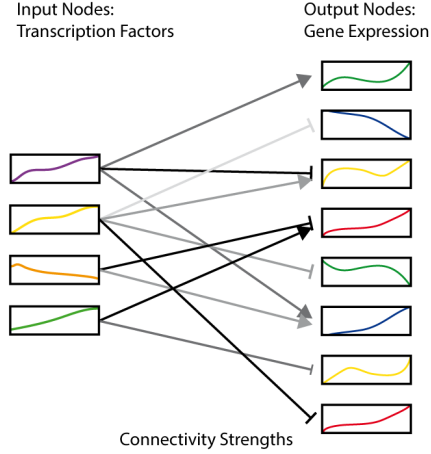 Input Nodes:
Transcription Factors
Output Nodes:
Gene Expression
Connectivity Strengths